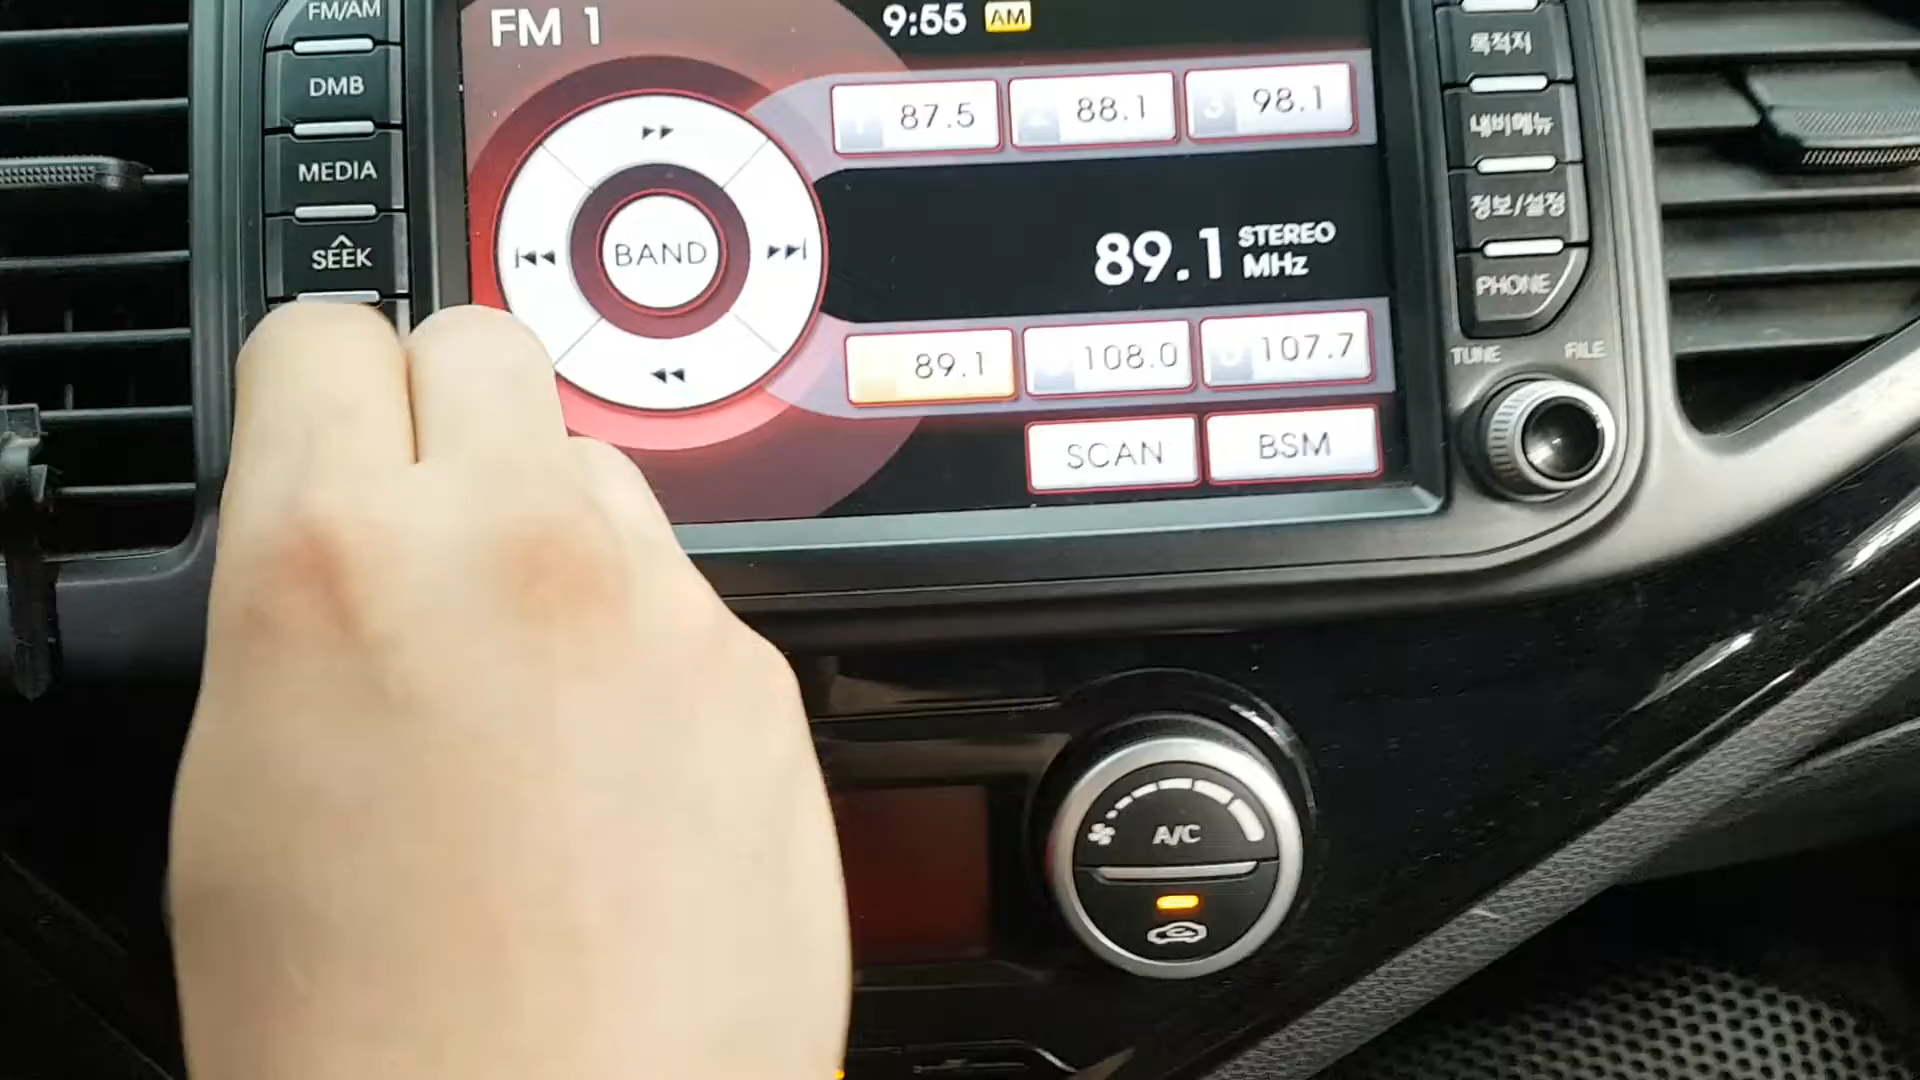 FM/AM
DMB
MEDIA
SEEK
FM 1
9:55 AM
87.5
88.1
3 98.1
BAND
89.1 STEREO
MHz
89.1
108.0
107.7
SCAN
BSM
목적지
내비메뉴
정보/설정
PHONE
TUNE
FILE
A/C